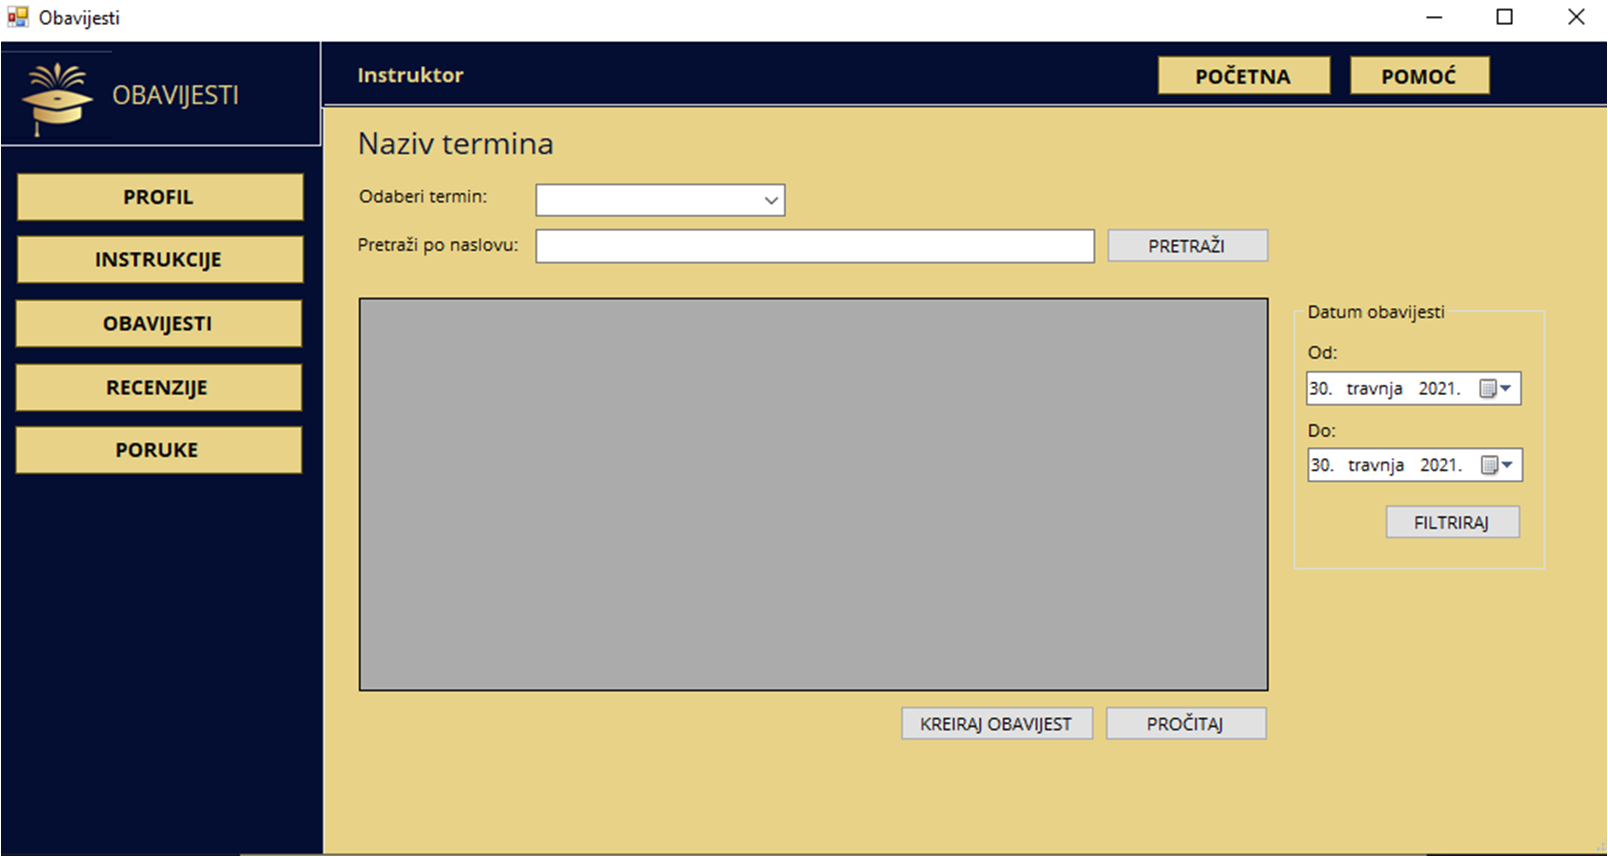 Obavijesti
OBAVIJESTI
Instruktor
POČETNA
POMOĆ
PROFIL
INSTRUKCIJE
OBAVIJESTI
RECENZIJE
PORUKE
Naziv termina
Odaberi termin:
Pretraži po naslovu:
PRETRAŽI
Datum obavijesti
Od:
30. travnja 2021.
Do:
30. travnja 2021.
FILTRIRAJ
KREIRAJ OBAVIJEST
PROČITAJ